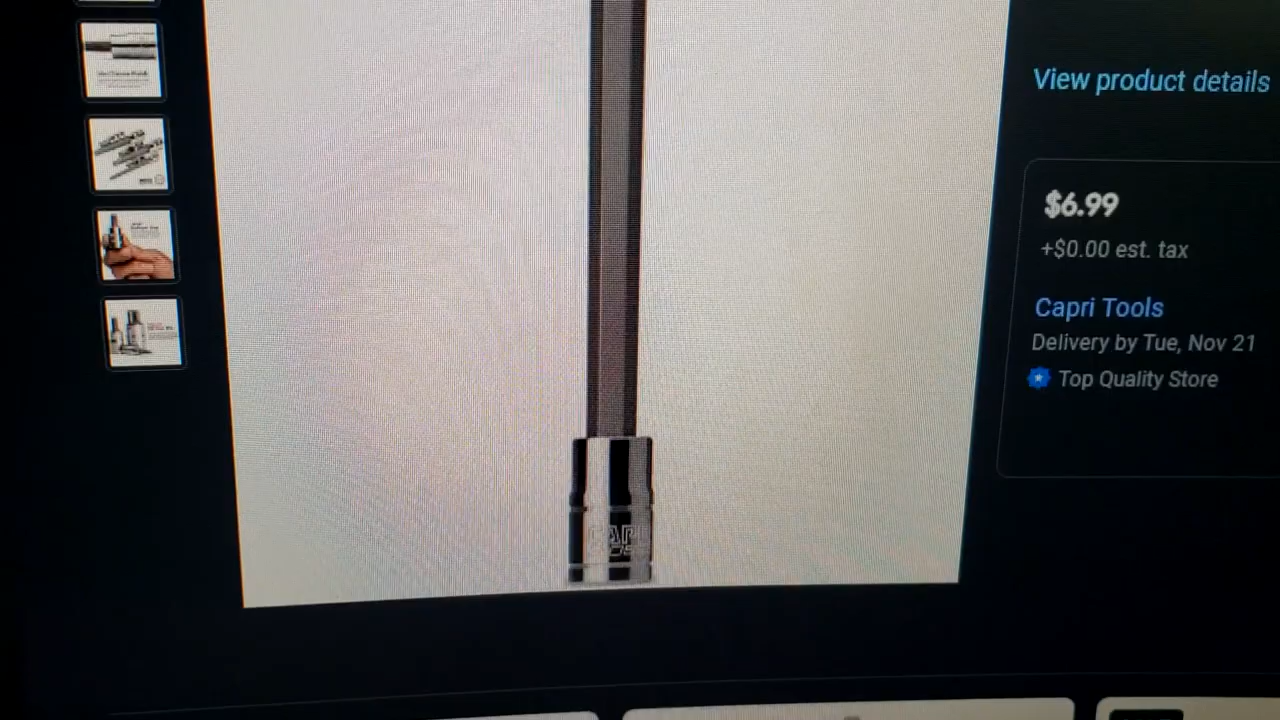 View product details
$6.99
+$0.00 est. tax
Capri Tools
Delivery by Tue, Nov 21
Top Quality Store